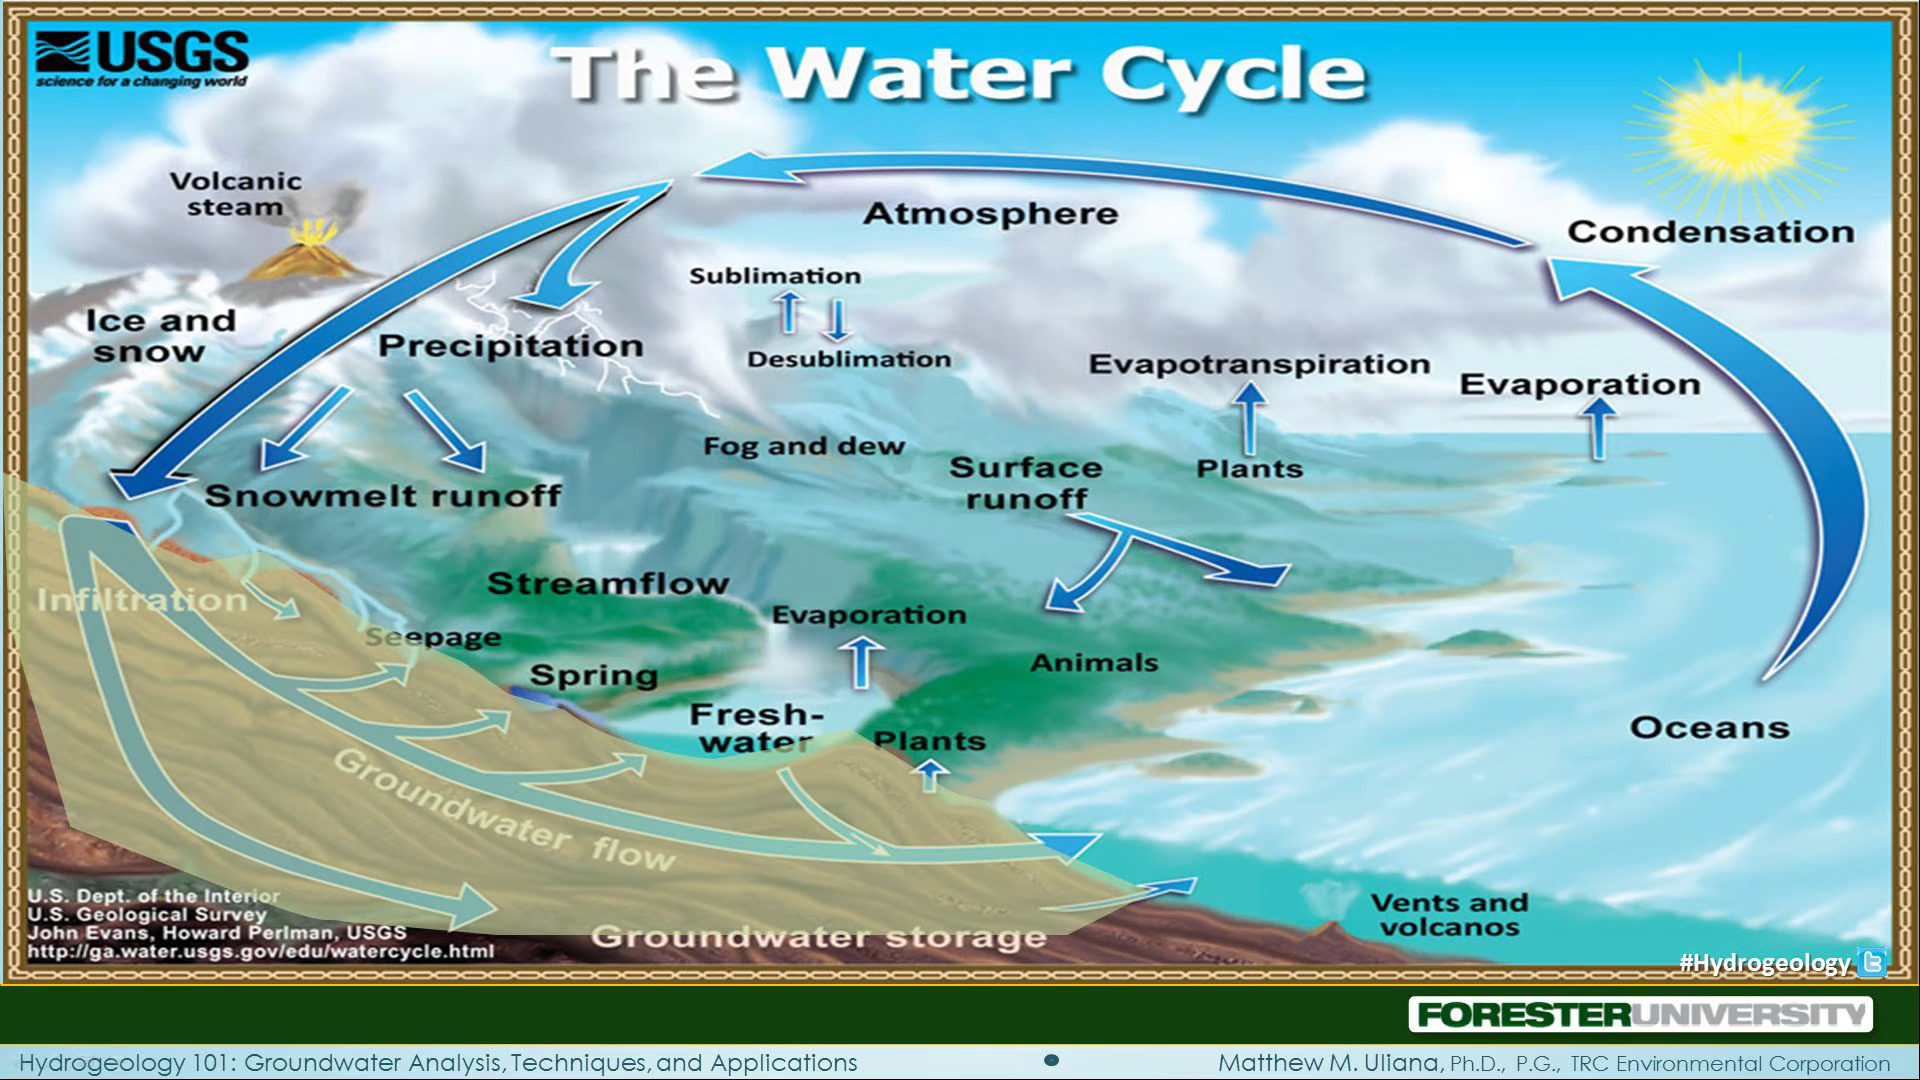 USGS
science for a changing world
The Water Cycle
Volcanic
steam
Atmosphere
Condensation
Sublimation
Ice and
snow
Precipitation
Desublimation
Evapotranspiration
Evaporation
Fog and dew
Surface
runoff
Plants
Snowmelt runoff
Streamflow
Infiltration
Evaporation
Seepage
Animals
Spring
Fresh-
water
Plants
Oceans
Groundwater flow
U.S. Dept. of the Interior
U.S. Geological Survey
John Evans, Howard Perlman, USGS
http://ga.water.usgs.gov/edu/watercycle.html
Groundwater storage
Vents and
volcanos
#Hydrogeology
FORESTERUNIVERSITY
Hydrogeology 101: Groundwater Analysis, Techniques, and Applications
Matthew M. Uliana, Ph.D., P.G., TRC Environmental Corporation